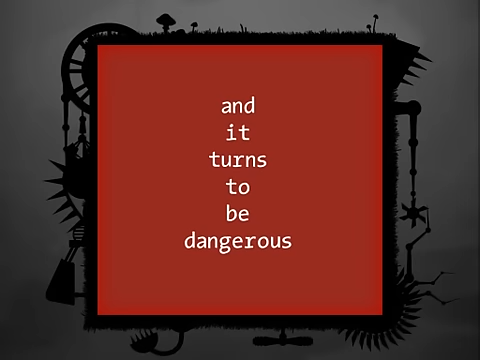 and
it
turns
to
be
dangerous